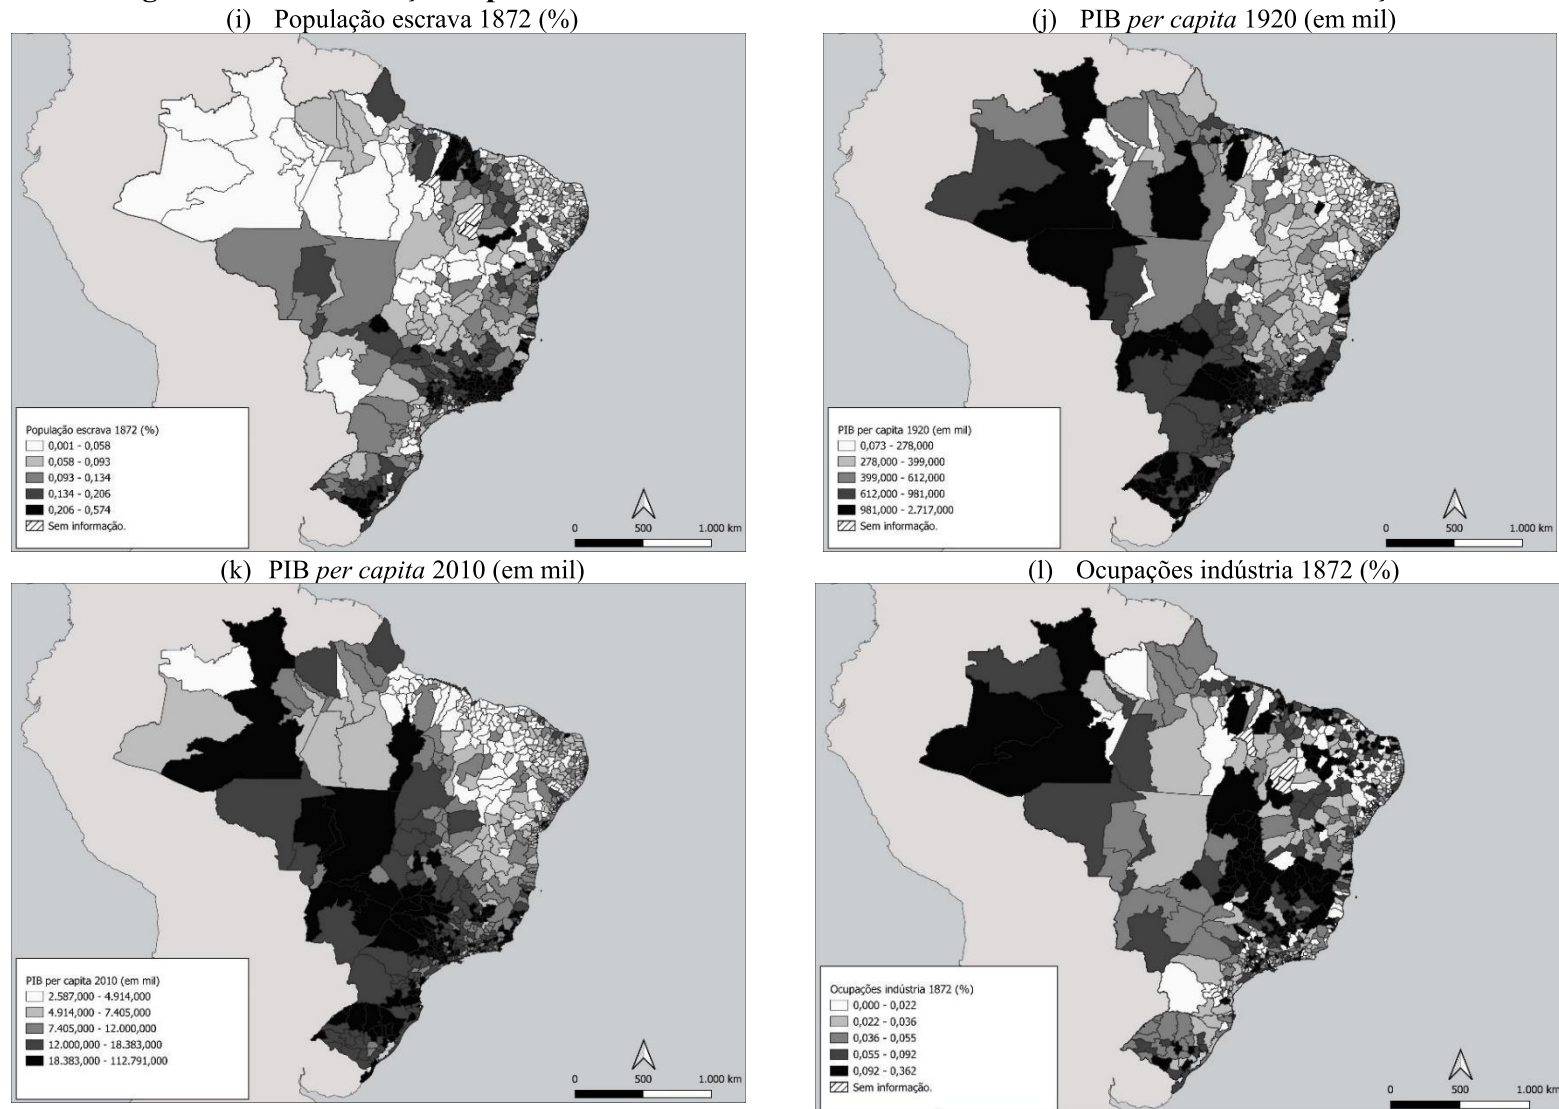 (i) População escrava 1872 (%)
(j) PIB per capita 1920 (em mil)
População escrava 1872 (%)
0,001 - 0,058
0,058 - 0,093
0,093 - 0,134
0,134 - 0,206
0,206 - 0,574
Sem informação.
0 500 1.000 km
PIB per capita 1920 (em mil)
0,073 - 278,000
278,000 - 399,000
399,000 - 612,000
612,000 - 981,000
981,000 - 2.717,000
Sem informação.
0 500 1.000 km
(k) PIB per capita 2010 (em mil)
(l) Ocupações indústria 1872 (%)
PIB per capita 2010 (em mil)
2.587,000 - 4.914,000
4.914,000 - 7.405,000
7.405,000 - 12.000,000
12.000,000 - 18.383,000
18.383,000 - 112.791,000
0 500 1.000 km
Ocupações indústria 1872 (%)
0,000 - 0,022
0,022 - 0,036
0,036 - 0,055
0,055 - 0,092
0,092 - 0,362
Sem informação.
0 500 1.000 km